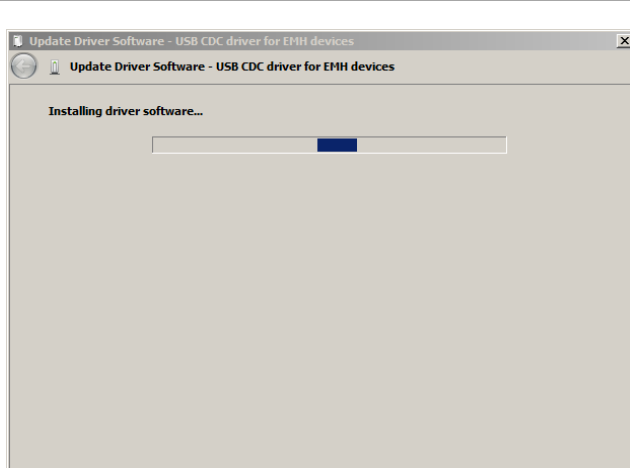 Update Driver Software - USB CDC driver for EMH devices
Update Driver Software - USB CDC driver for EMH devices
Installing driver software...